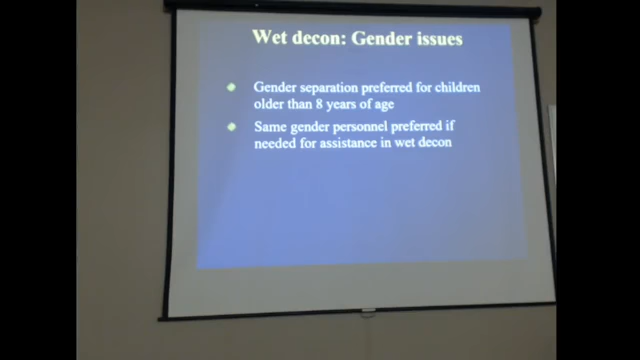 Wet decon: Gender issues
Gender separation preferred for children
older than 8 years of age
Same gender personnel preferred if
needed for assistance in wet decon